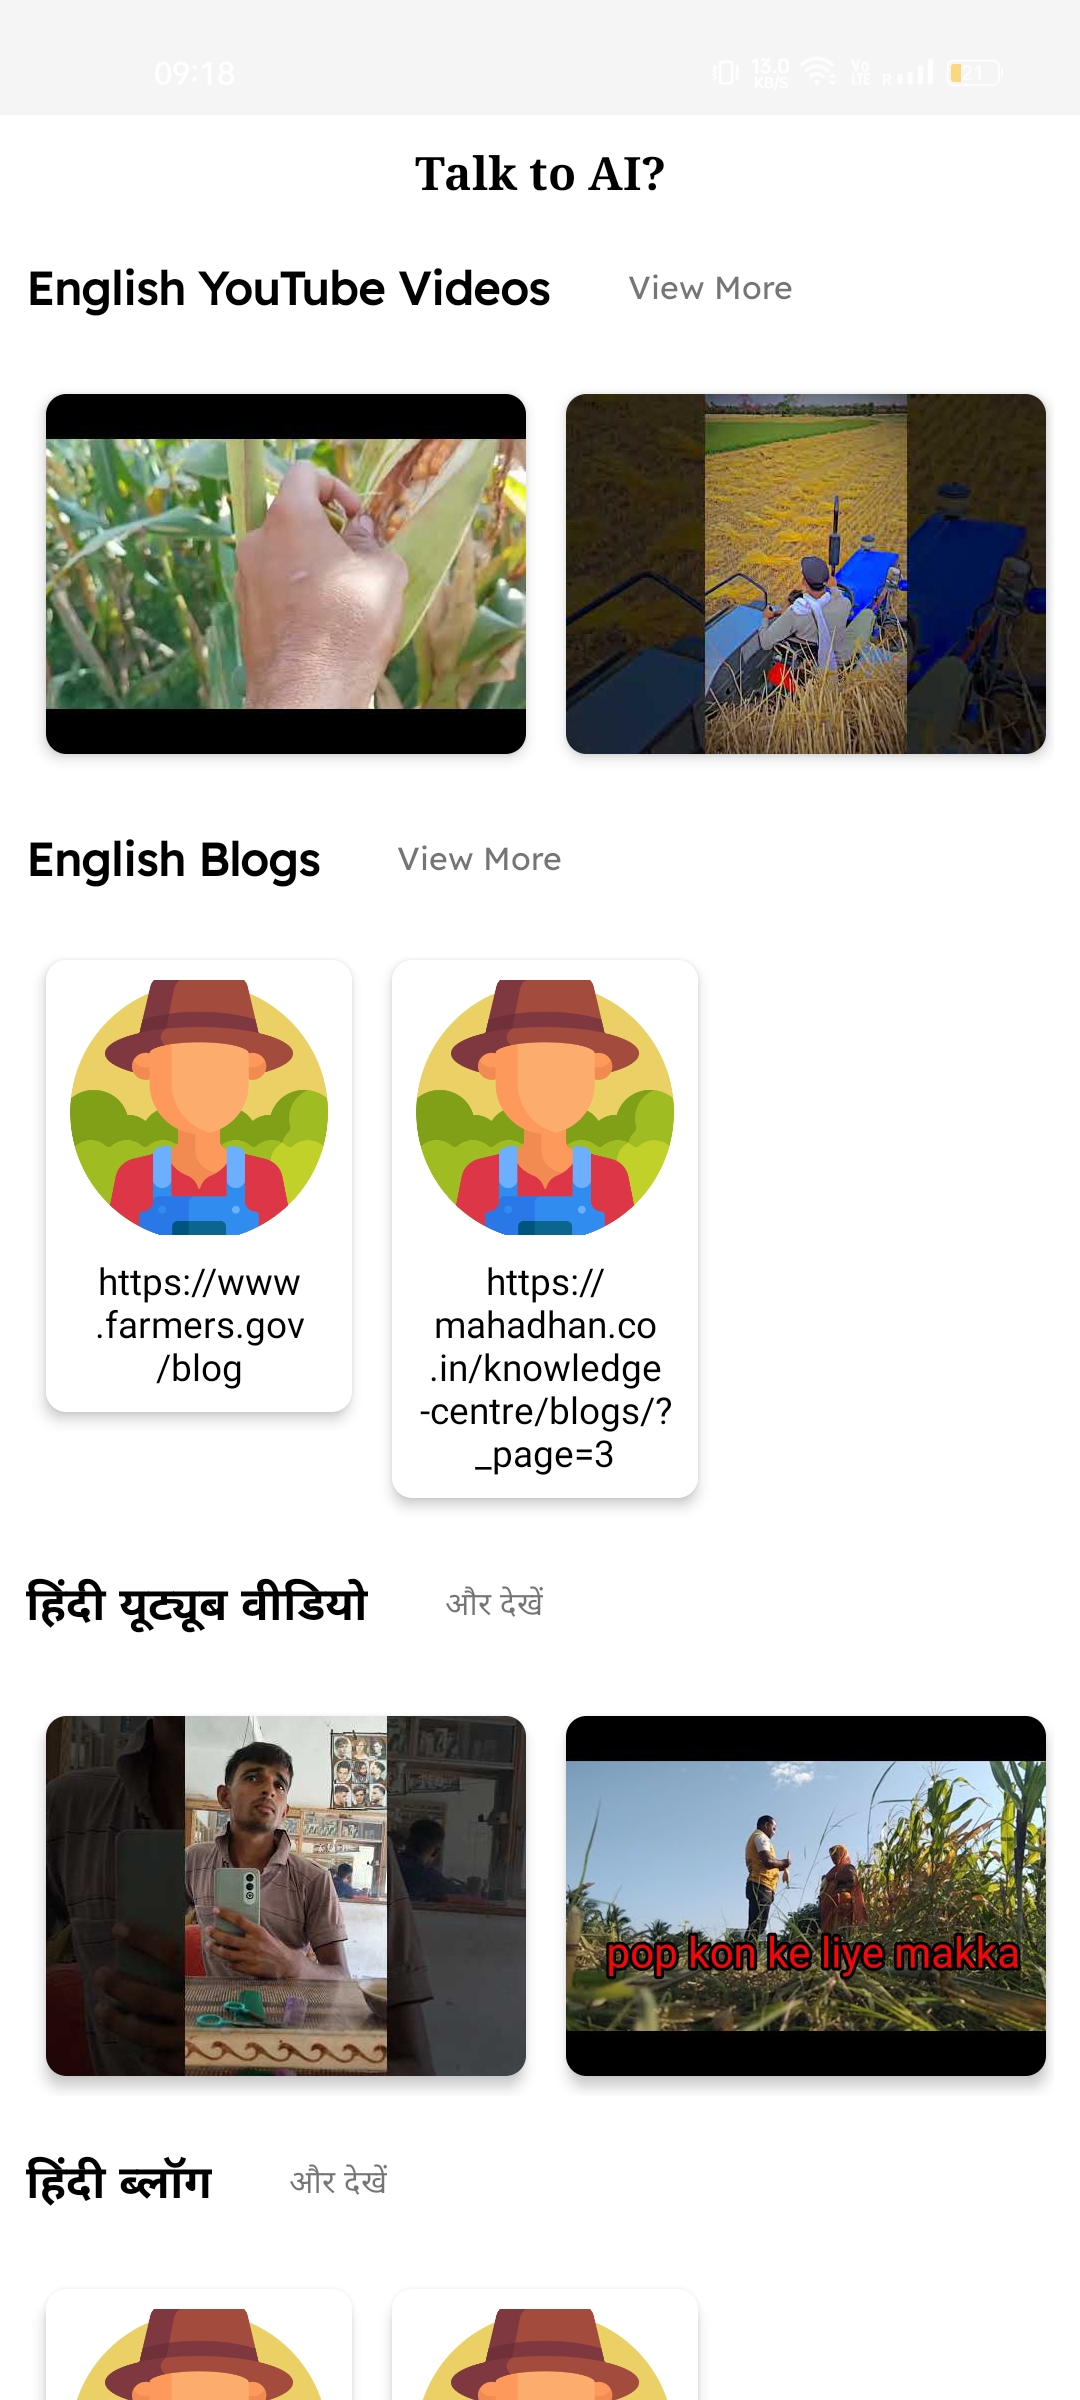 09:18
13.0
KB/S
Vo
LTE
R
21
Talk to AI?
English YouTube Videos View More
English Blogs View More
https://www
.farmers.gov
/blog
https://
mahadhan.co
.in/knowledge
-centre/blogs/?
_page=3
हिंदी यूट्यूब वीडियो और देखें
pop kon ke liye makka
हिंदी ब्लॉग और देखें